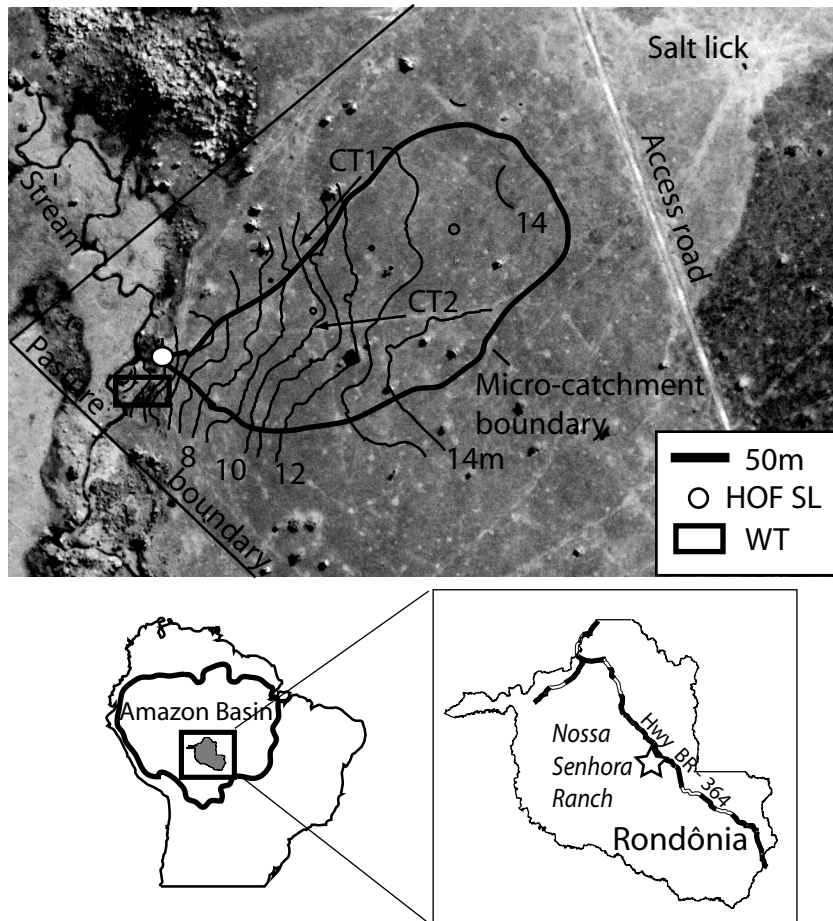 Salt lick
CT1
Stream
Access road
14
CT2
Pasture
boundary
Micro-catchment
boundary
8
10
12
14m
50m
HOF SL
WT
Amazon Basin
Hwy BR 364
Nossa
Senhora
Ranch
Rondônia